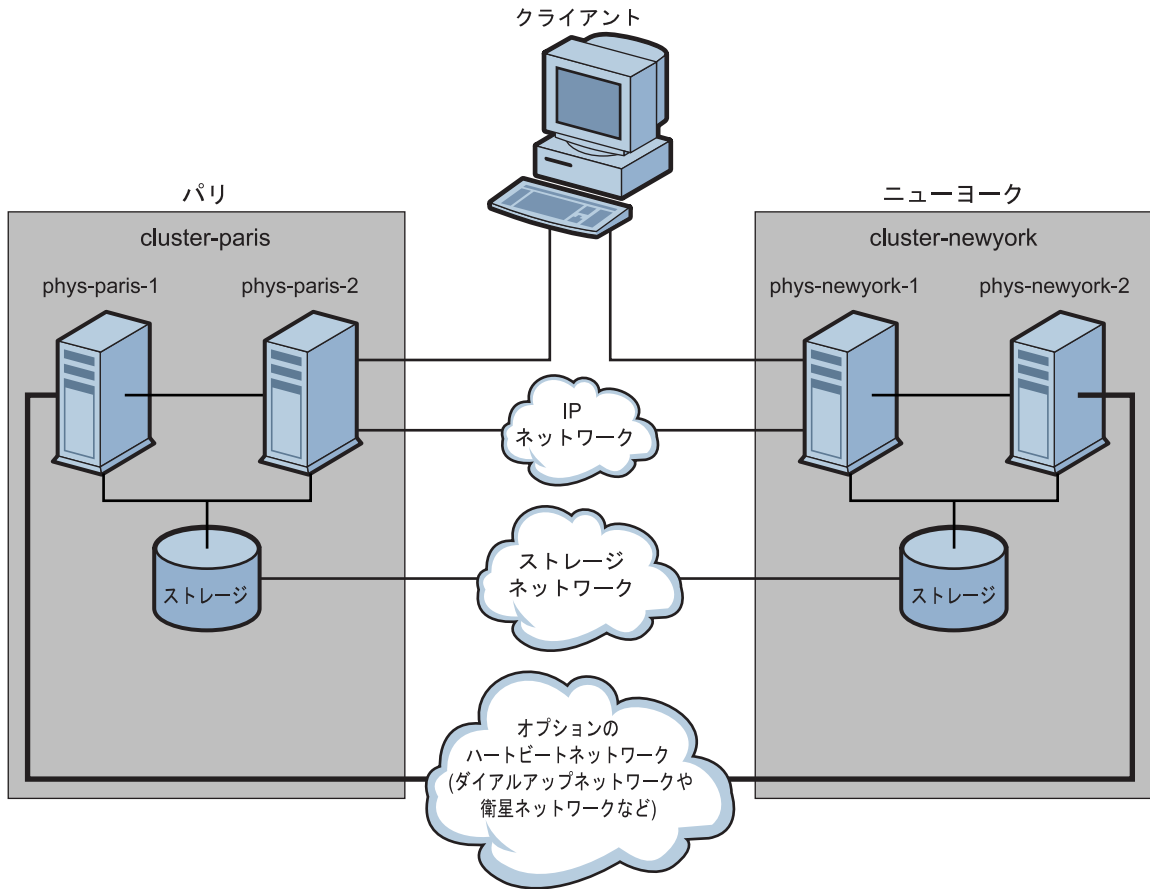 クライアント
パリ
cluster-paris
phys-paris-1
phys-paris-2
ニューヨーク
cluster-newyork
phys-newyork-1
phys-newyork-2
IP
ネットワーク
ストレージ
ストレージ
ネットワーク
ストレージ
オプションの
ハートビートネットワーク
(ダイアルアップネットワークや
衛星ネットワークなど)